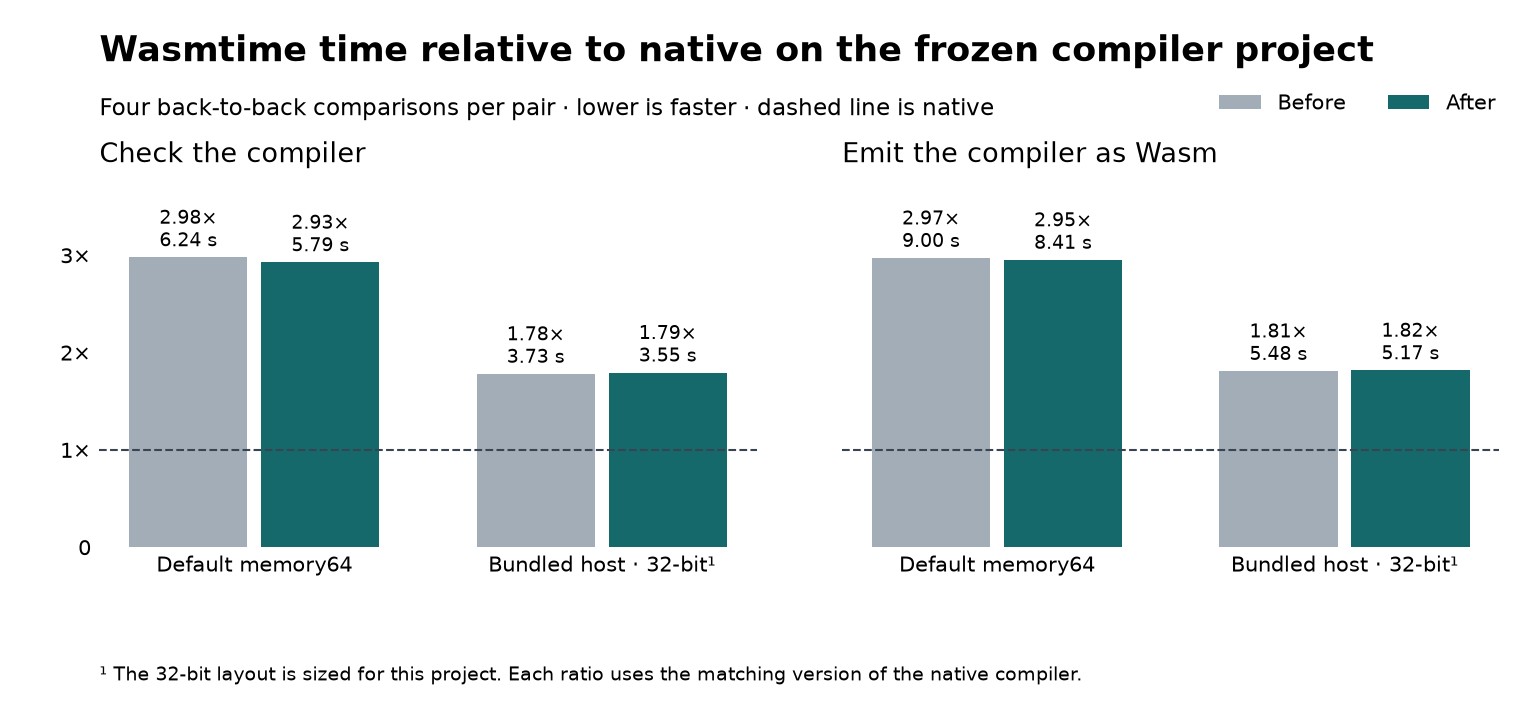 Wasmtime time relative to native on the frozen compiler project
Four back-to-back comparisons per pair · lower is faster · dashed line is native
Before
After
Check the compiler
2.98×
6.24 s
2.93×
5.79 s
1.78×
3.73 s
1.79×
3.55 s
3×
2×
1×
0
Default memory64
Bundled host · 32-bit¹
Emit the compiler as Wasm
2.97×
9.00 s
2.95×
8.41 s
1.81×
5.48 s
1.82×
5.17 s
Default memory64
Bundled host · 32-bit¹
¹ The 32-bit layout is sized for this project. Each ratio uses the matching version of the native compiler.